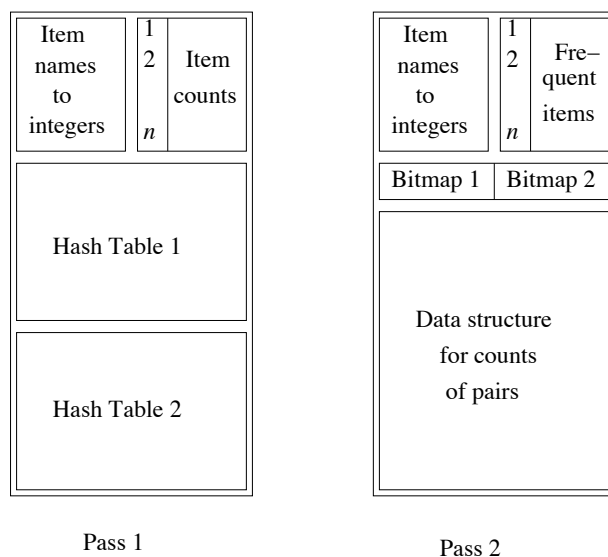 Item
names
to
integers
1
2
n
Item
counts
Hash Table 1
Hash Table 2
Pass 1
Item
names
to
integers
1
2
n
Fre–
quent
items
Bitmap 1
Bitmap 2
Data structure
for counts
of pairs
Pass 2